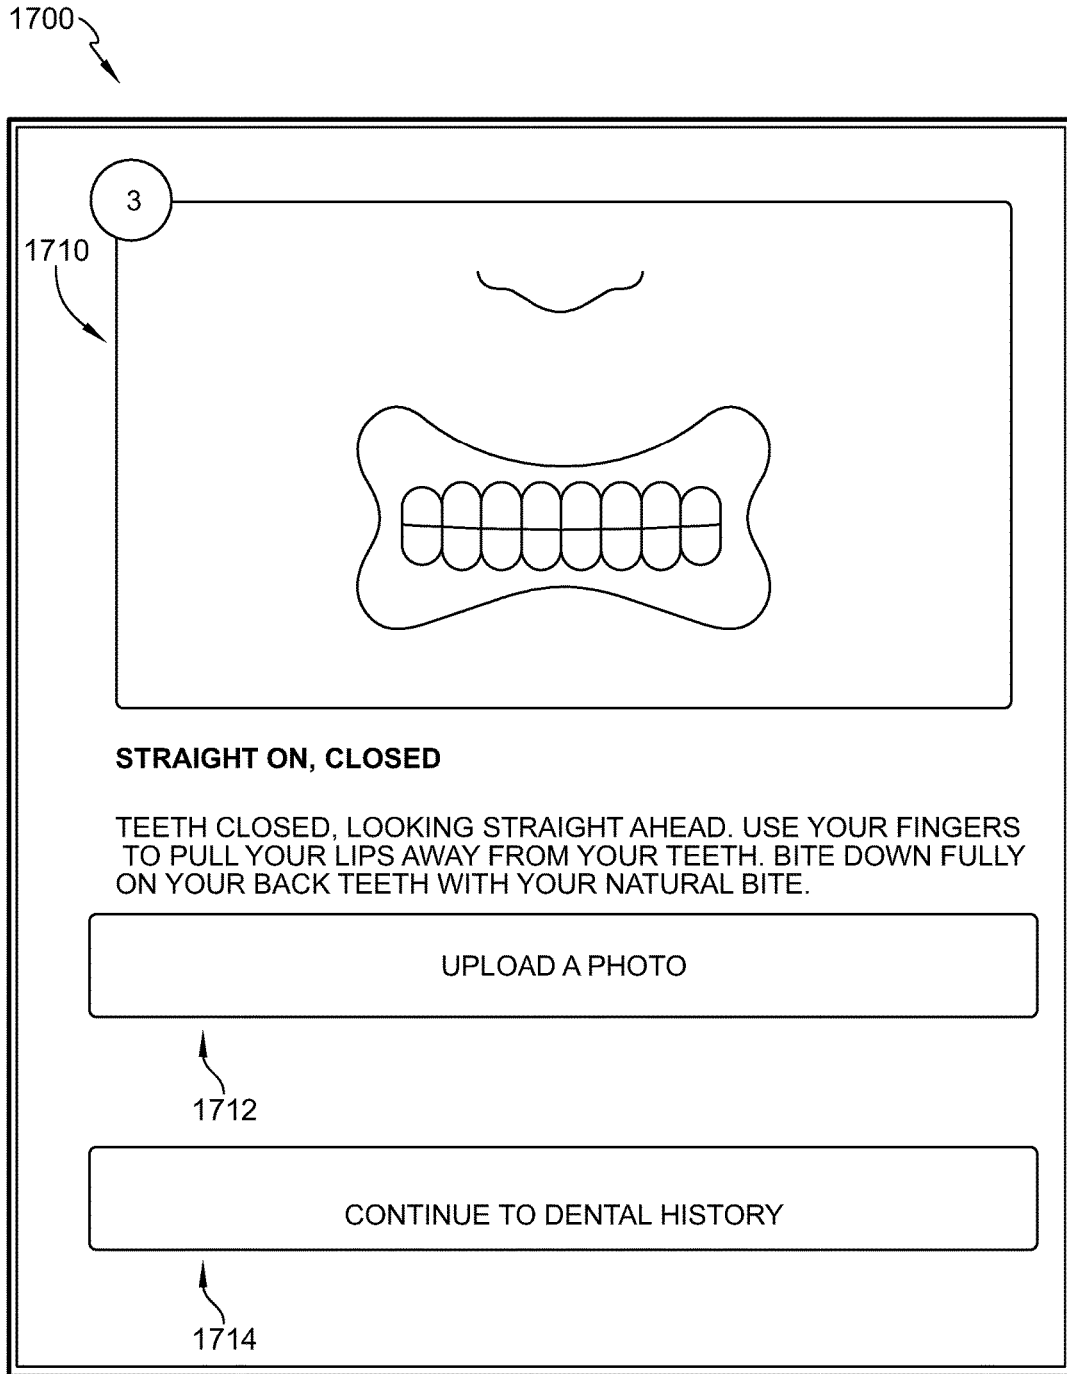 1700
3
1710
STRAIGHT ON, CLOSED
TEETH CLOSED, LOOKING STRAIGHT AHEAD. USE YOUR FINGERS
TO PULL YOUR LIPS AWAY FROM YOUR TEETH. BITE DOWN FULLY
ON YOUR BACK TEETH WITH YOUR NATURAL BITE.
UPLOAD A PHOTO
1712
CONTINUE TO DENTAL HISTORY
1714